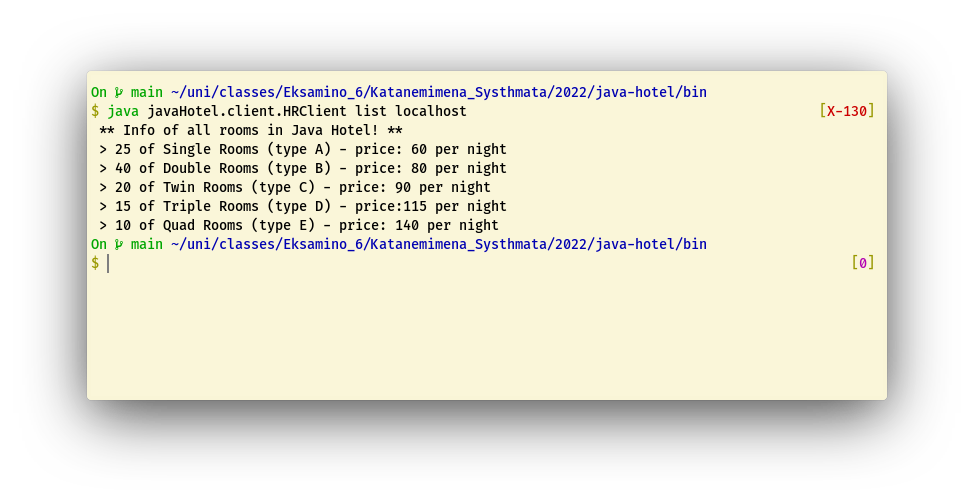 On main ~/uni/classes/Eksamino_6/Katanemimena_Systhmata/2022/java-hotel/bin
$ java javaHotel.client.HRClient list localhost [X-130]
** Info of all rooms in Java Hotel! **
> 25 of Single Rooms (type A) - price: 60 per night
> 40 of Double Rooms (type B) - price: 80 per night
> 20 of Twin Rooms (type C) - price: 90 per night
> 15 of Triple Rooms (type D) - price:115 per night
> 10 of Quad Rooms (type E) - price: 140 per night
On main ~/uni/classes/Eksamino_6/Katanemimena_Systhmata/2022/java-hotel/bin
$ [0]